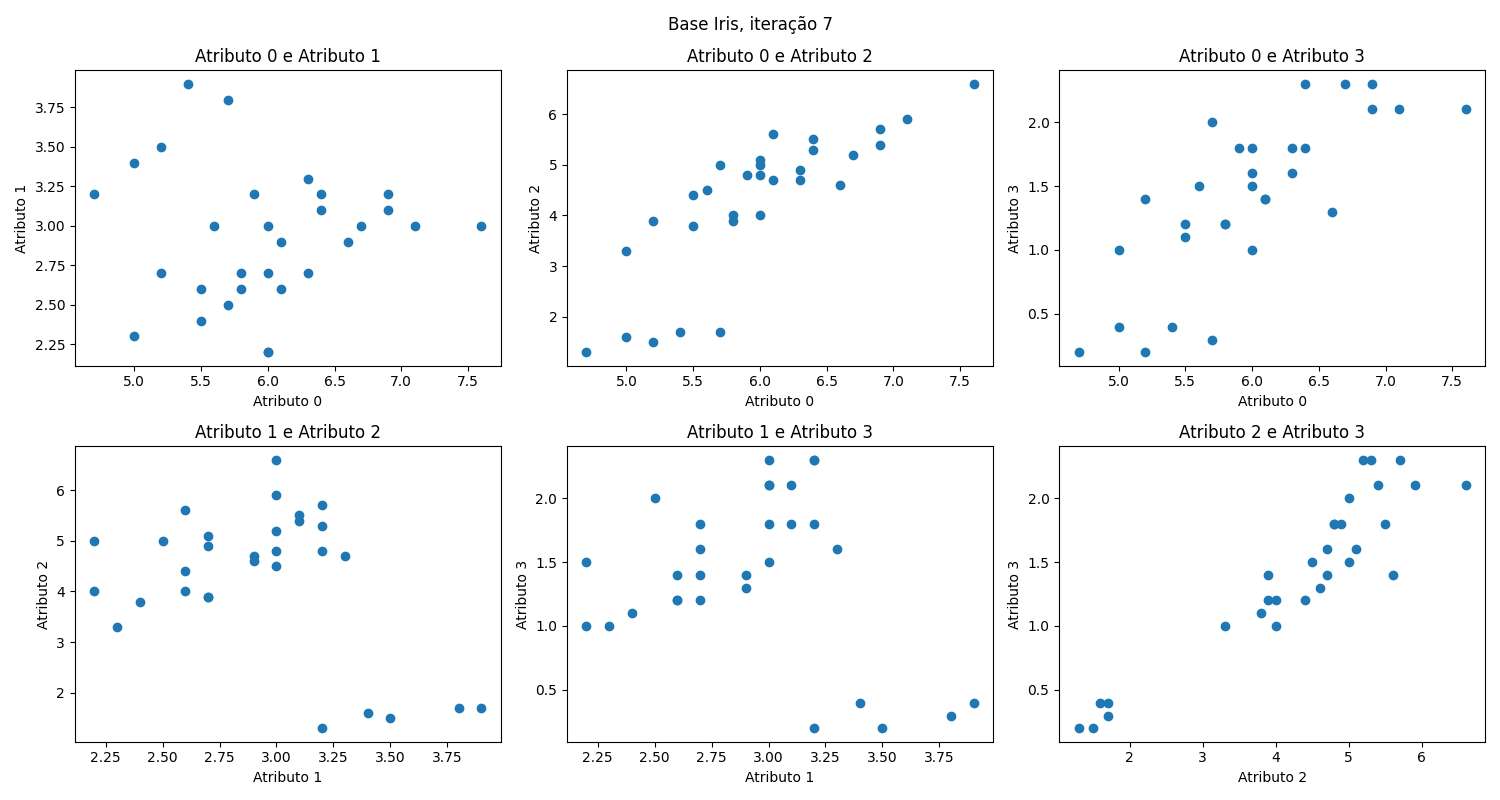 Base Iris, iteração 7
Atributo 0 e Atributo 1
Atributo 1
3.75
3.50
3.25
3.00
2.75
2.50
2.25
5.0 5.5 6.0 6.5 7.0 7.5
Atributo 0
Atributo 0 e Atributo 2
Atributo 2
6
5
4
3
2
5.0 5.5 6.0 6.5 7.0 7.5
Atributo 0
Atributo 0 e Atributo 3
Atributo 3
2.0
1.5
1.0
0.5
5.0 5.5 6.0 6.5 7.0 7.5
Atributo 0
Atributo 1 e Atributo 2
Atributo 2
6
5
4
3
2
2.25 2.50 2.75 3.00 3.25 3.50 3.75
Atributo 1
Atributo 1 e Atributo 3
Atributo 3
2.0
1.5
1.0
0.5
2.25 2.50 2.75 3.00 3.25 3.50 3.75
Atributo 1
Atributo 2 e Atributo 3
Atributo 3
2.0
1.5
1.0
0.5
2 3 4 5 6
Atributo 2